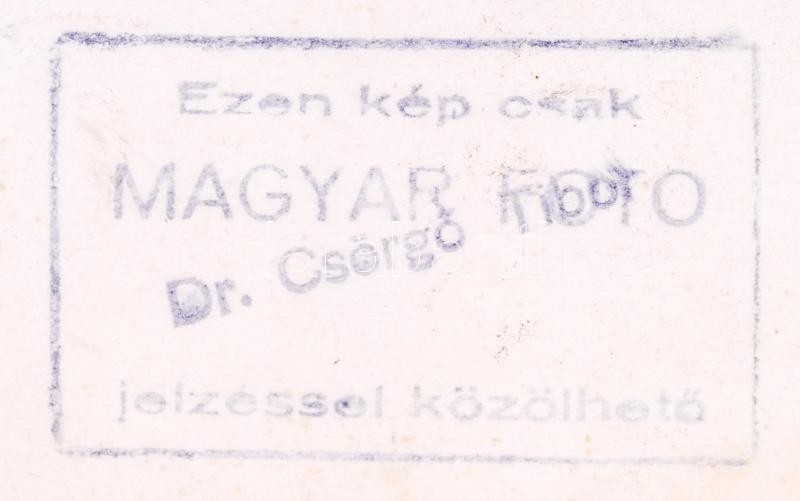 Ezen kép csak
MAGYAR FOTO
Dr. Csörgő Tibor
jelzéssel közölhető